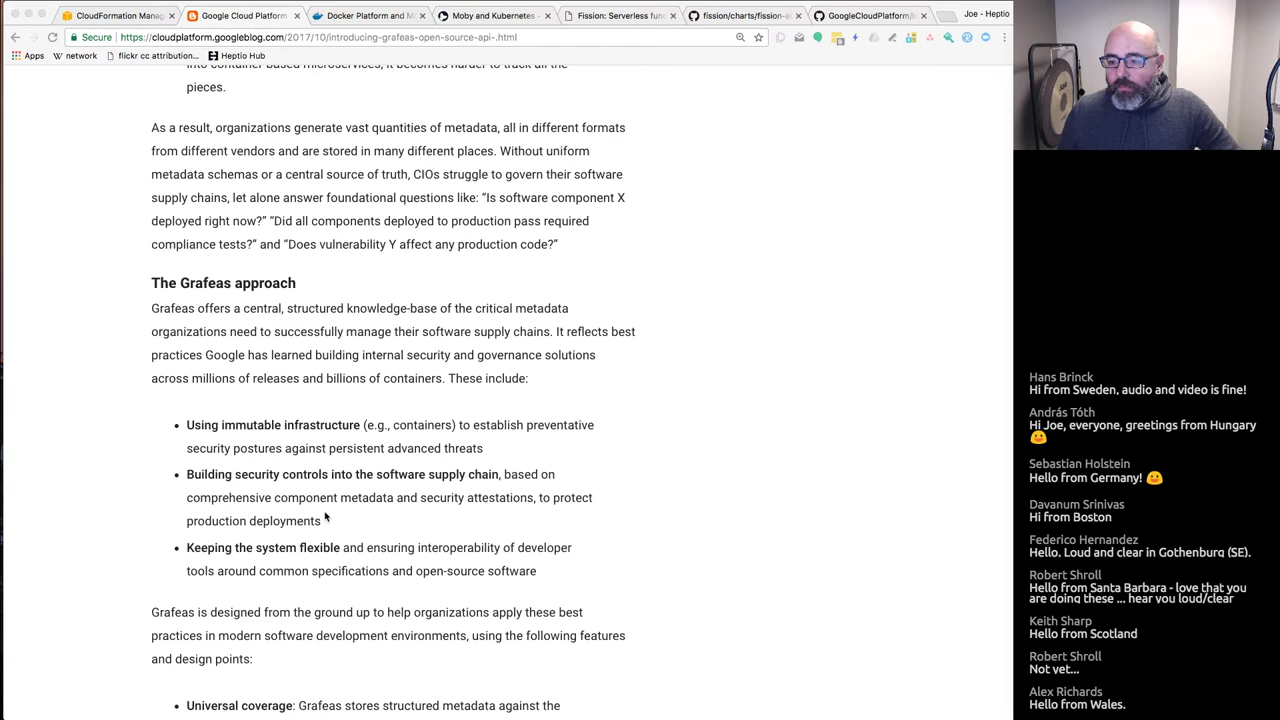 CloudFormation Manag
Google Cloud Platform
Docker Platform and M
Moby and Kubernetes -
Fission: Serverless func
fission/charts/fission-al
GoogleCloudPlatform/k
Joe - Heptio
Secure
https://cloudplatform.googleblog.com/2017/10/introducing-grafeas-open-source-api-.html
Apps
network
flickr cc attribution...
Heptio Hub
into container based microservices, it becomes harder to track all the
pieces.
As a result, organizations generate vast quantities of metadata, all in different formats
from different vendors and are stored in many different places. Without uniform
metadata schemas or a central source of truth, CIOs struggle to govern their software
supply chains, let alone answer foundational questions like: “Is software component X
deployed right now?” “Did all components deployed to production pass required
compliance tests?” and “Does vulnerability Y affect any production code?”
The Grafeas approach
Grafeas offers a central, structured knowledge-base of the critical metadata
organizations need to successfully manage their software supply chains. It reflects best
practices Google has learned building internal security and governance solutions
across millions of releases and billions of containers. These include:
• Using immutable infrastructure (e.g., containers) to establish preventative
security postures against persistent advanced threats
• Building security controls into the software supply chain, based on
comprehensive component metadata and security attestations, to protect
production deployments
• Keeping the system flexible and ensuring interoperability of developer
tools around common specifications and open-source software
Grafeas is designed from the ground up to help organizations apply these best
practices in modern software development environments, using the following features
and design points:
• Universal coverage: Grafeas stores structured metadata against the
Hans Brinck
Hi from Sweden, audio and video is fine!
András Tóth
Hi Joe, everyone, greetings from Hungary
Sebastian Holstein
Hello from Germany!
Davanum Srinivas
Hi from Boston
Federico Hernandez
Hello. Loud and clear in Gothenburg (SE).
Robert Shroll
Hello from Santa Barbara - love that you
are doing these ... hear you loud/clear
Keith Sharp
Hello from Scotland
Robert Shroll
Not yet...
Alex Richards
Hello from Wales.